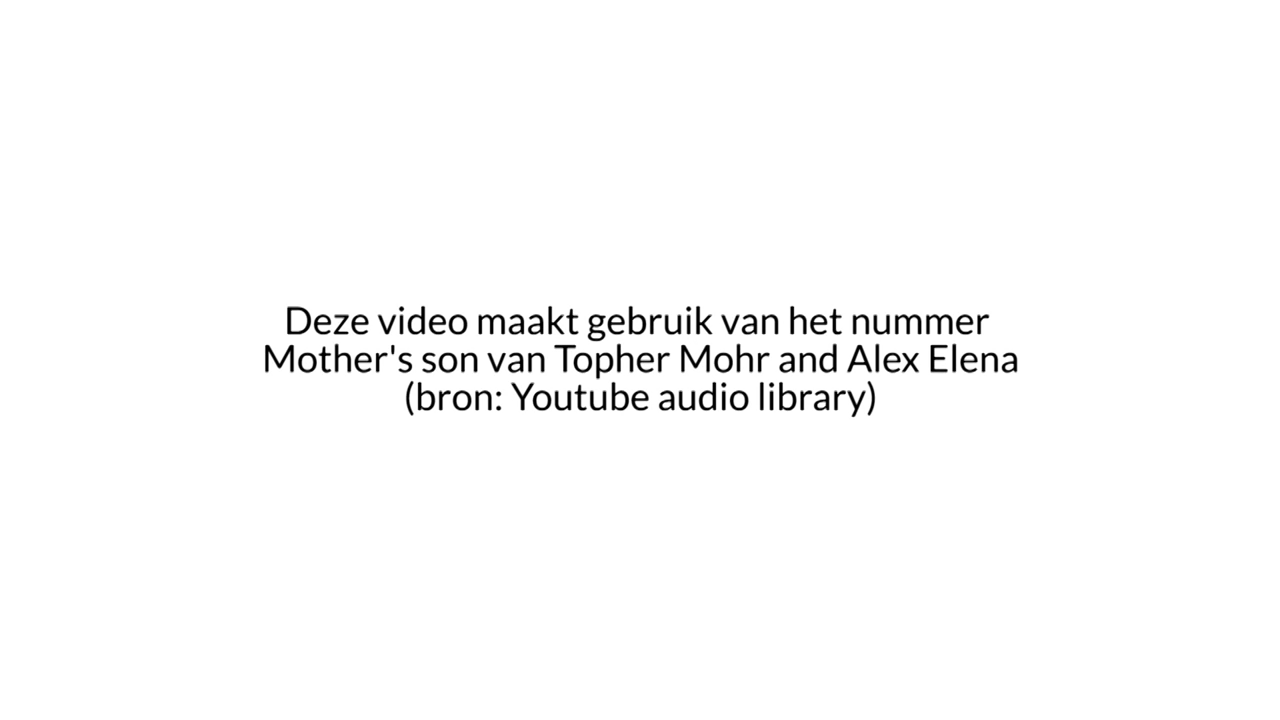 Deze video maakt gebruik van het nummer
Mother's son van Topher Mohr and Alex Elena
(bron: Youtube audio library)